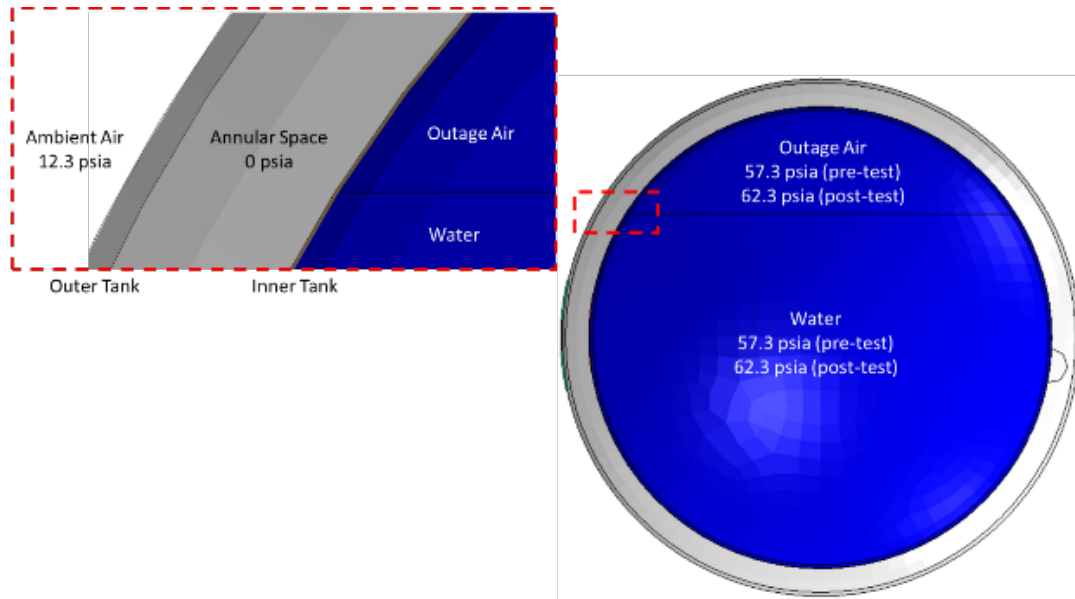 Ambient Air
12.3 psia
Annular Space
0 psia
Outage Air
Water
Outer Tank
Inner Tank
Outage Air
57.3 psia (pre-test)
62.3 psia (post-test)
Water
57.3 psia (pre-test)
62.3 psia (post-test)